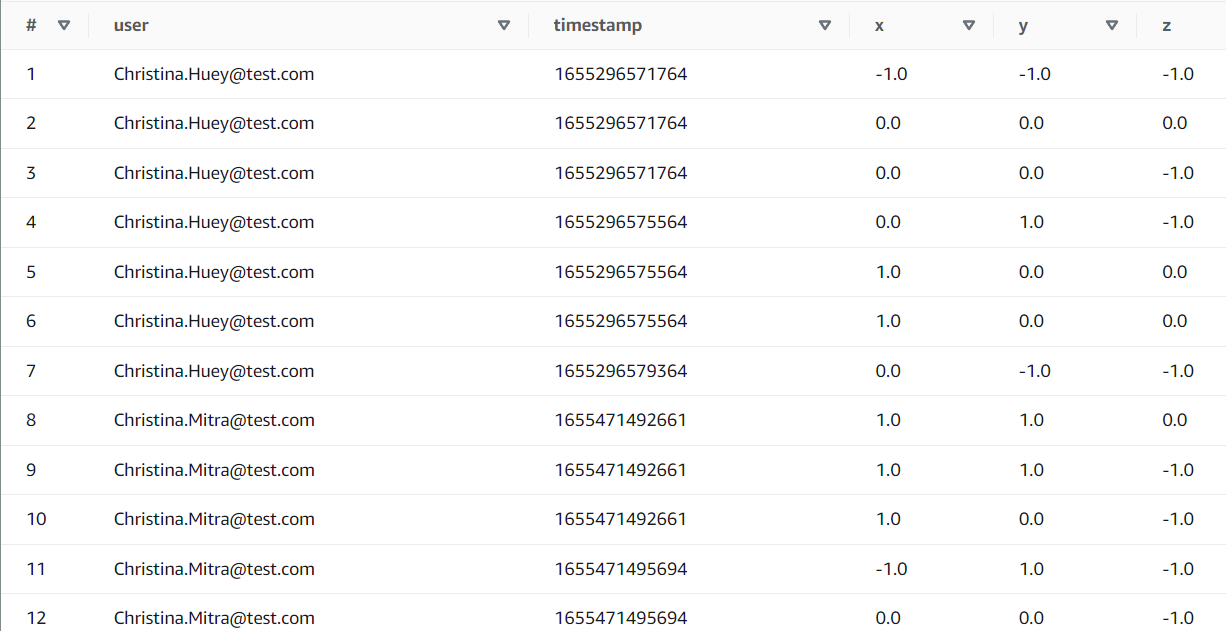 # user timestamp x y z
1 Christina.Huey@test.com 1655296571764 -1.0 -1.0 -1.0
2 Christina.Huey@test.com 1655296571764 0.0 0.0 0.0
3 Christina.Huey@test.com 1655296571764 0.0 0.0 -1.0
4 Christina.Huey@test.com 1655296575564 0.0 1.0 -1.0
5 Christina.Huey@test.com 1655296575564 1.0 0.0 0.0
6 Christina.Huey@test.com 1655296575564 1.0 0.0 0.0
7 Christina.Huey@test.com 1655296579364 0.0 -1.0 -1.0
8 Christina.Mitra@test.com 1655471492661 1.0 1.0 0.0
9 Christina.Mitra@test.com 1655471492661 1.0 1.0 -1.0
10 Christina.Mitra@test.com 1655471492661 1.0 0.0 -1.0
11 Christina.Mitra@test.com 1655471495694 -1.0 1.0 -1.0
12 Christina.Mitra@test.com 1655471495694 0.0 0.0 -1.0